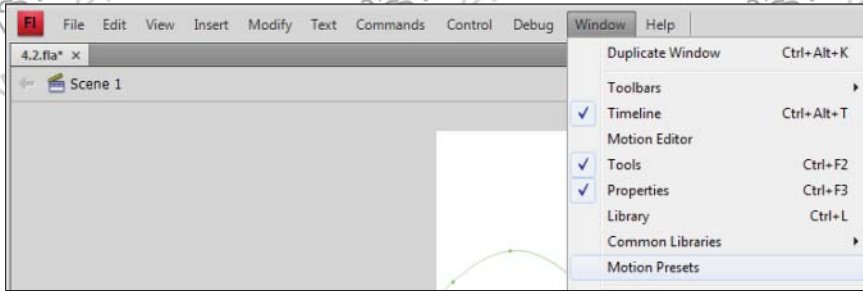 Fl File Edit View Insert Modify Text Commands Control Debug Window Help
4.2.fla* ×
Scene 1
Duplicate Window Ctrl+Alt+K
Toolbars
Timeline Ctrl+Alt+T
Motion Editor
Tools Ctrl+F2
Properties Ctrl+F3
Library Ctrl+L
Common Libraries
Motion Presets